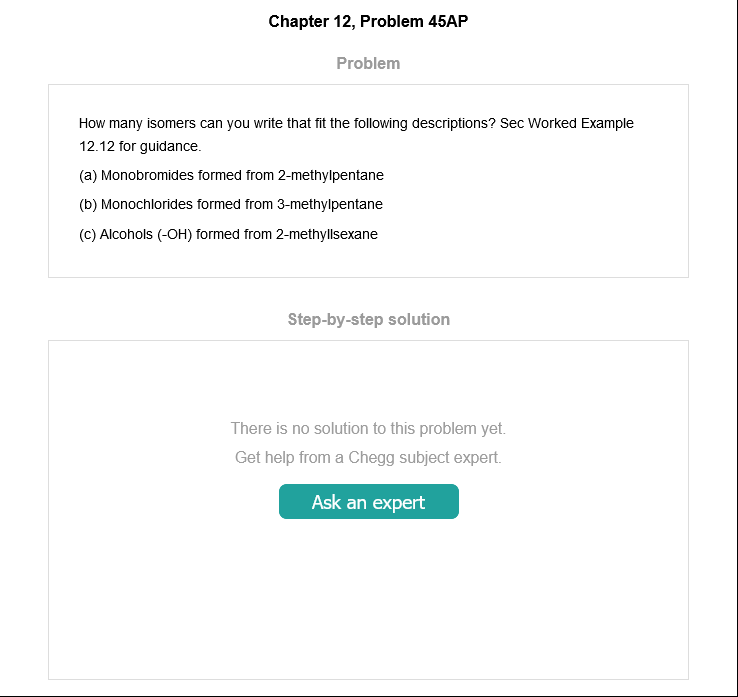 Chapter 12, Problem 45AP
Problem
How many isomers can you write that fit the following descriptions? Sec Worked Example
12.12 for guidance.
(a) Monobromides formed from 2-methylpentane
(b) Monochlorides formed from 3-methylpentane
(c) Alcohols (-OH) formed from 2-methyllsexane
Step-by-step solution
There is no solution to this problem yet.
Get help from a Chegg subject expert.
Ask an expert